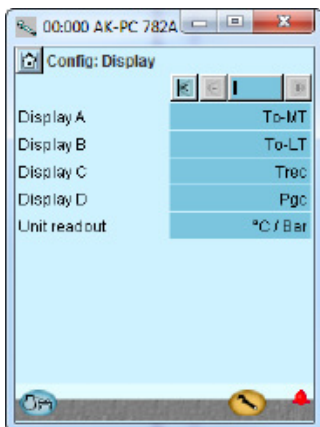 00:000 AK-PC 782A
Config: Display
Display A To-MT
Display B To-LT
Display C Trec
Display D Pgc
Unit readout °C / Bar